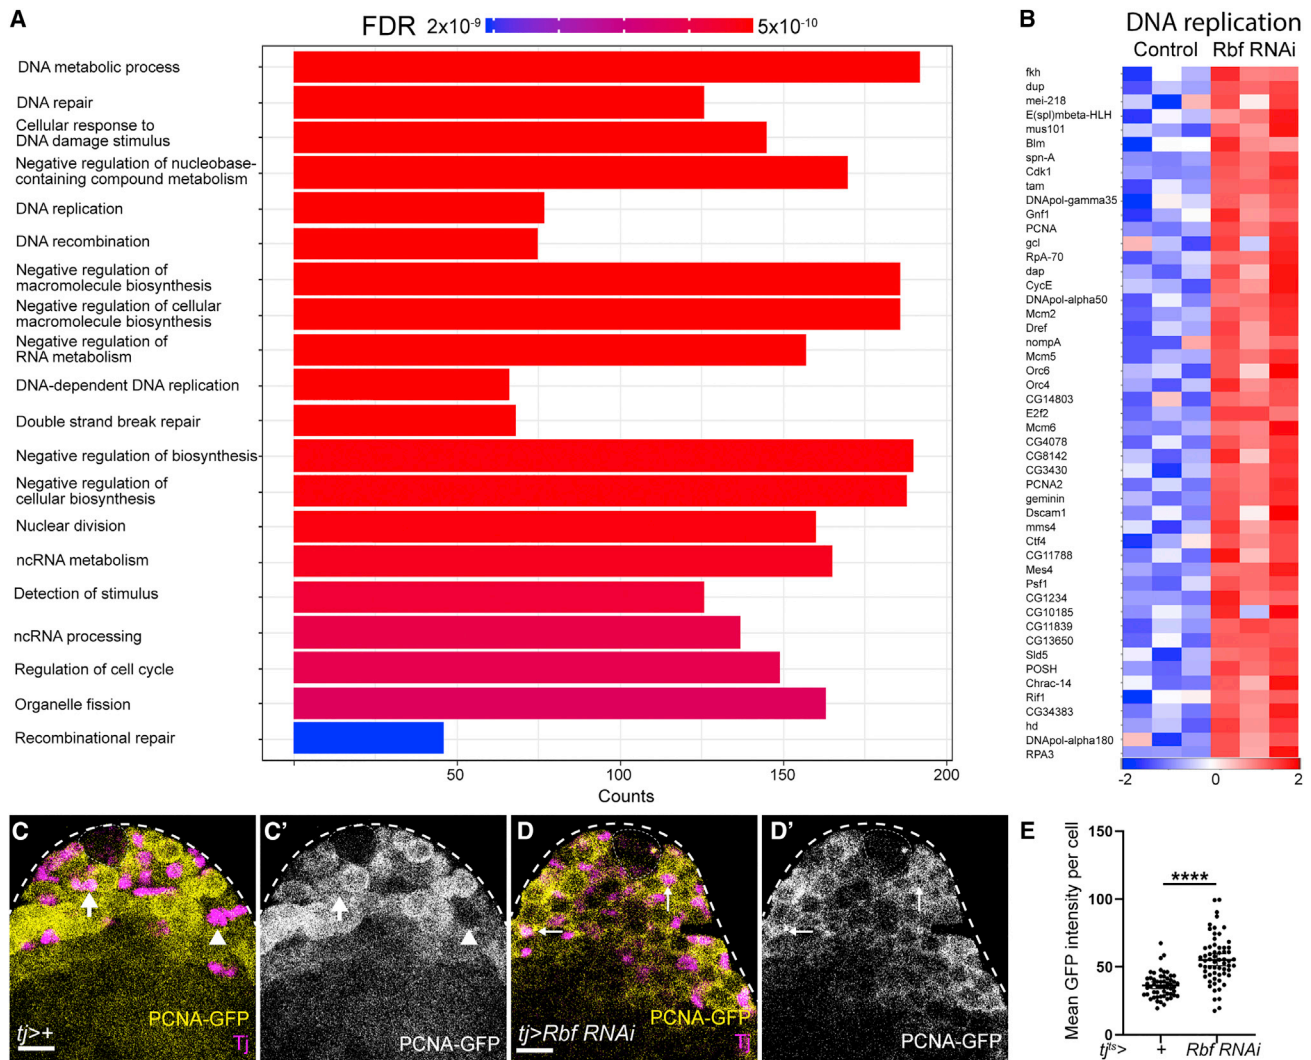 A
FDR 2x10⁻⁹ 5x10⁻¹⁰
DNA metabolic process
DNA repair
Cellular response to
DNA damage stimulus
Negative regulation of nucleobase-
containing compound metabolism
DNA replication
DNA recombination
Negative regulation of
macromolecule biosynthesis
Negative regulation of cellular
macromolecule biosynthesis
Negative regulation of
RNA metabolism
DNA-dependent DNA replication
Double strand break repair
Negative regulation of biosynthesis
Negative regulation of
cellular biosynthesis
Nuclear division
ncRNA metabolism
Detection of stimulus
ncRNA processing
Regulation of cell cycle
Organelle fission
Recombinational repair
50 100 150 200
Counts
B
DNA replication
Control Rbf RNAi
fkh
dup
mei-218
E(spl)mbeta-HLH
mus101
Blm
spn-A
Cdk1
tam
DNApol-gamma35
Gnf1
PCNA
gcl
RpA-70
dap
CycE
DNApol-alpha50
Mcm2
Dref
nompA
Mcm5
Orc6
Orc4
CG14803
E2f2
Mcm6
CG4078
CG8142
CG3430
PCNA2
geminin
Dscam1
mms4
Ctf4
CG11788
Mes4
Psf1
CG1234
CG10185
CG11839
CG13650
Sld5
POSH
Chrac-14
Rif1
CG34383
hd
DNApol-alpha180
RPA3
-2 0 2
C
PCNA-GFP
tj>+
Tj
C'
PCNA-GFP
D
PCNA-GFP
tj>Rbf RNAi
Tj
D'
PCNA-GFP
E
Mean GFP intensity per cell
150
100
50
0
****
tjᵗˢ> + Rbf RNAi